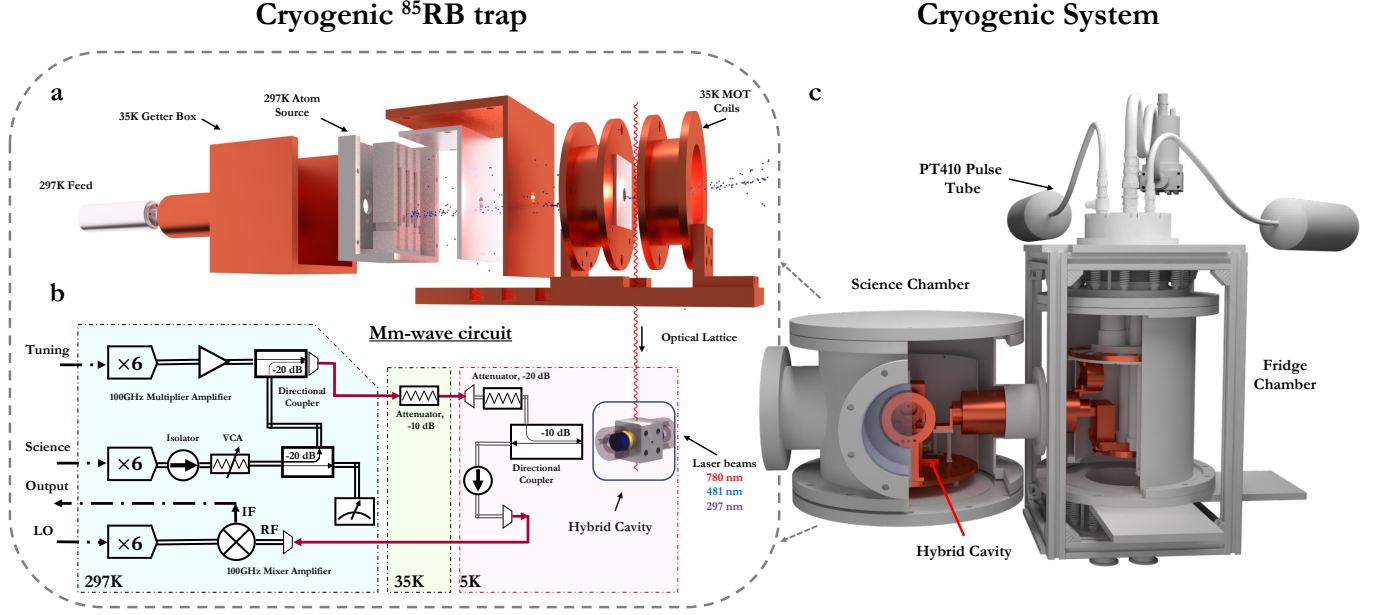 Cryogenic ⁸⁵RB trap
Cryogenic System
a
297K Atom
Source
35K MOT
Coils
35K Getter Box
297K Feed
c
PT410 Pulse
Tube
Science Chamber
Fridge
Chamber
Hybrid Cavity
b
Mm-wave circuit
Optical Lattice
Tuning
×6
-20 dB
100GHz Multiplier Amplifier
Directional
Coupler
Attenuator,
-10 dB
Attenuator, -20 dB
-10 dB
Directional
Coupler
Science
×6
Isolator
VCA
-20 dB
Laser beams
780 nm
481 nm
297 nm
Output
IF
Hybrid Cavity
LO
×6
RF
100GHz Mixer Amplifier
297K
35K
5K